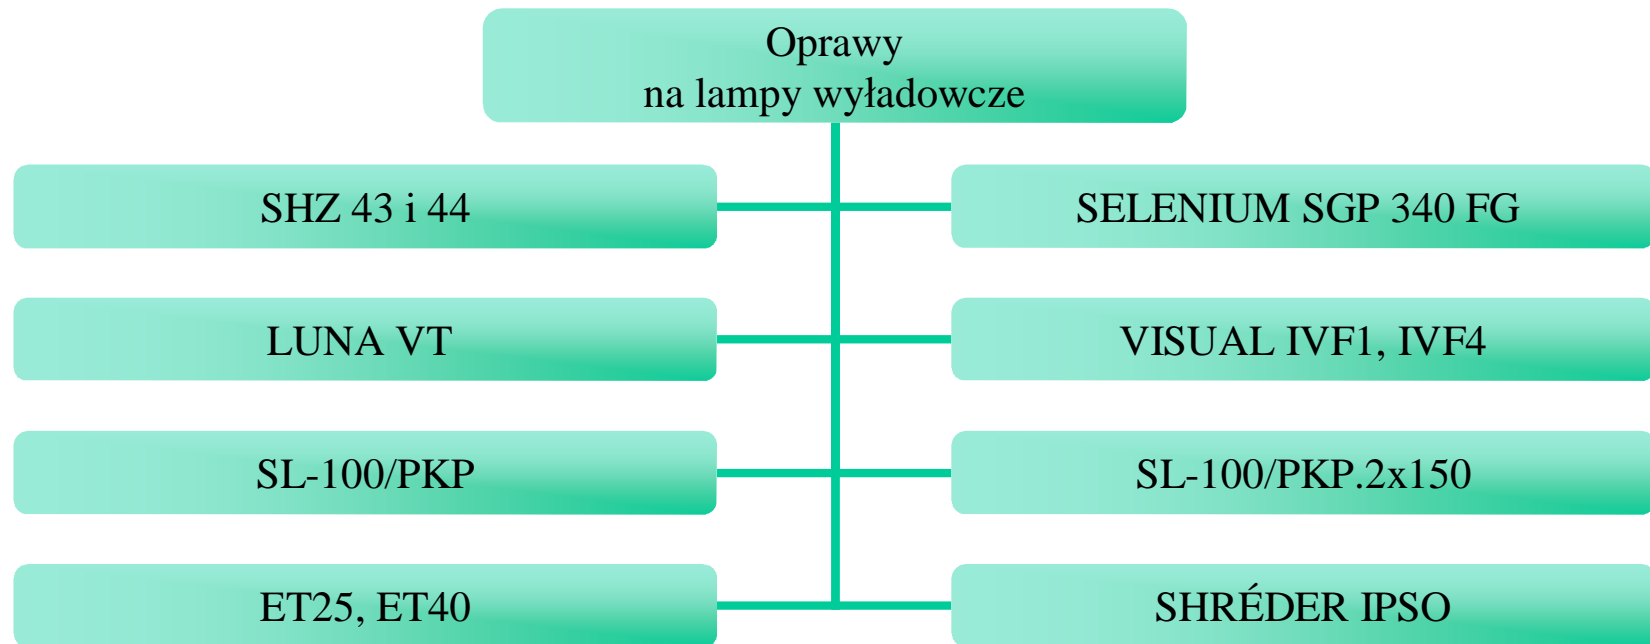 Oprawy
na lampy wyładowcze
SHZ 43 i 44
SELENIUM SGP 340 FG
LUNA VT
VISUAL IVF1, IVF4
SL-100/PKP
SL-100/PKP.2x150
ET25, ET40
SHRÉDER IPSO